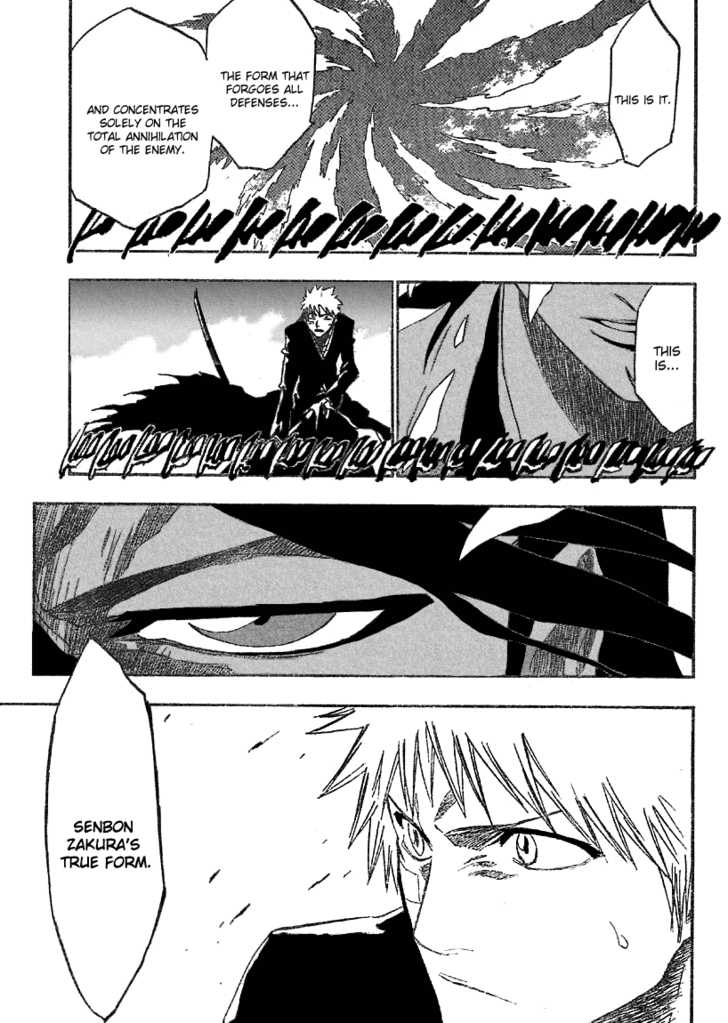 THIS IS IT.
THE FORM THAT
FORGOES ALL
DEFENSES...
AND CONCENTRATES
SOLELY ON THE
TOTAL ANNIHILATION
OF THE ENEMY.
THIS
IS...
SENBON
ZAKURA'S
TRUE FORM.